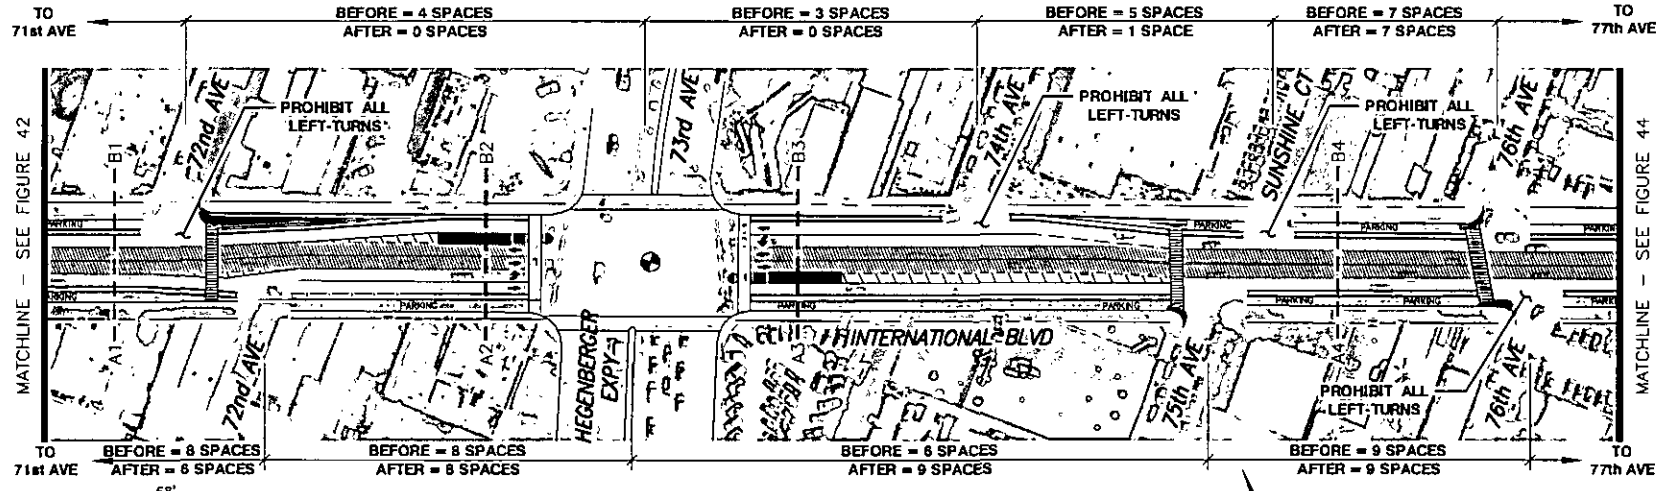 TO
71st AVE
BEFORE = 4 SPACES
AFTER = 0 SPACES
BEFORE = 3 SPACES
AFTER = 0 SPACES
BEFORE = 5 SPACES
AFTER = 1 SPACE
BEFORE = 7 SPACES
AFTER = 7 SPACES
TO
77th AVE
MATCHLINE - SEE FIGURE 42
B1
72nd AVE
PROHIBIT ALL
LEFT-TURNS
B2
73rd AVE
B3
74th AVE
PROHIBIT ALL
LEFT-TURNS
SUNSHINE CT
B4
PROHIBIT ALL
LEFT-TURNS
76th AVE
MATCHLINE - SEE FIGURE 44
PARKING
PARKING
PARKING
PARKING
PARKING
PARKING
PARKING
PARKING
PARKING
A1
72nd AVE
A2
HEGENBERGER
EXPY
A3
INTERNATIONAL BLVD
75th AVE
A4
PROHIBIT ALL
LEFT-TURNS
76th AVE
TO
71st AVE
BEFORE = 8 SPACES
AFTER = 6 SPACES
BEFORE = 8 SPACES
AFTER = 8 SPACES
BEFORE = 6 SPACES
AFTER = 9 SPACES
BEFORE = 9 SPACES
AFTER = 9 SPACES
TO
77th AVE